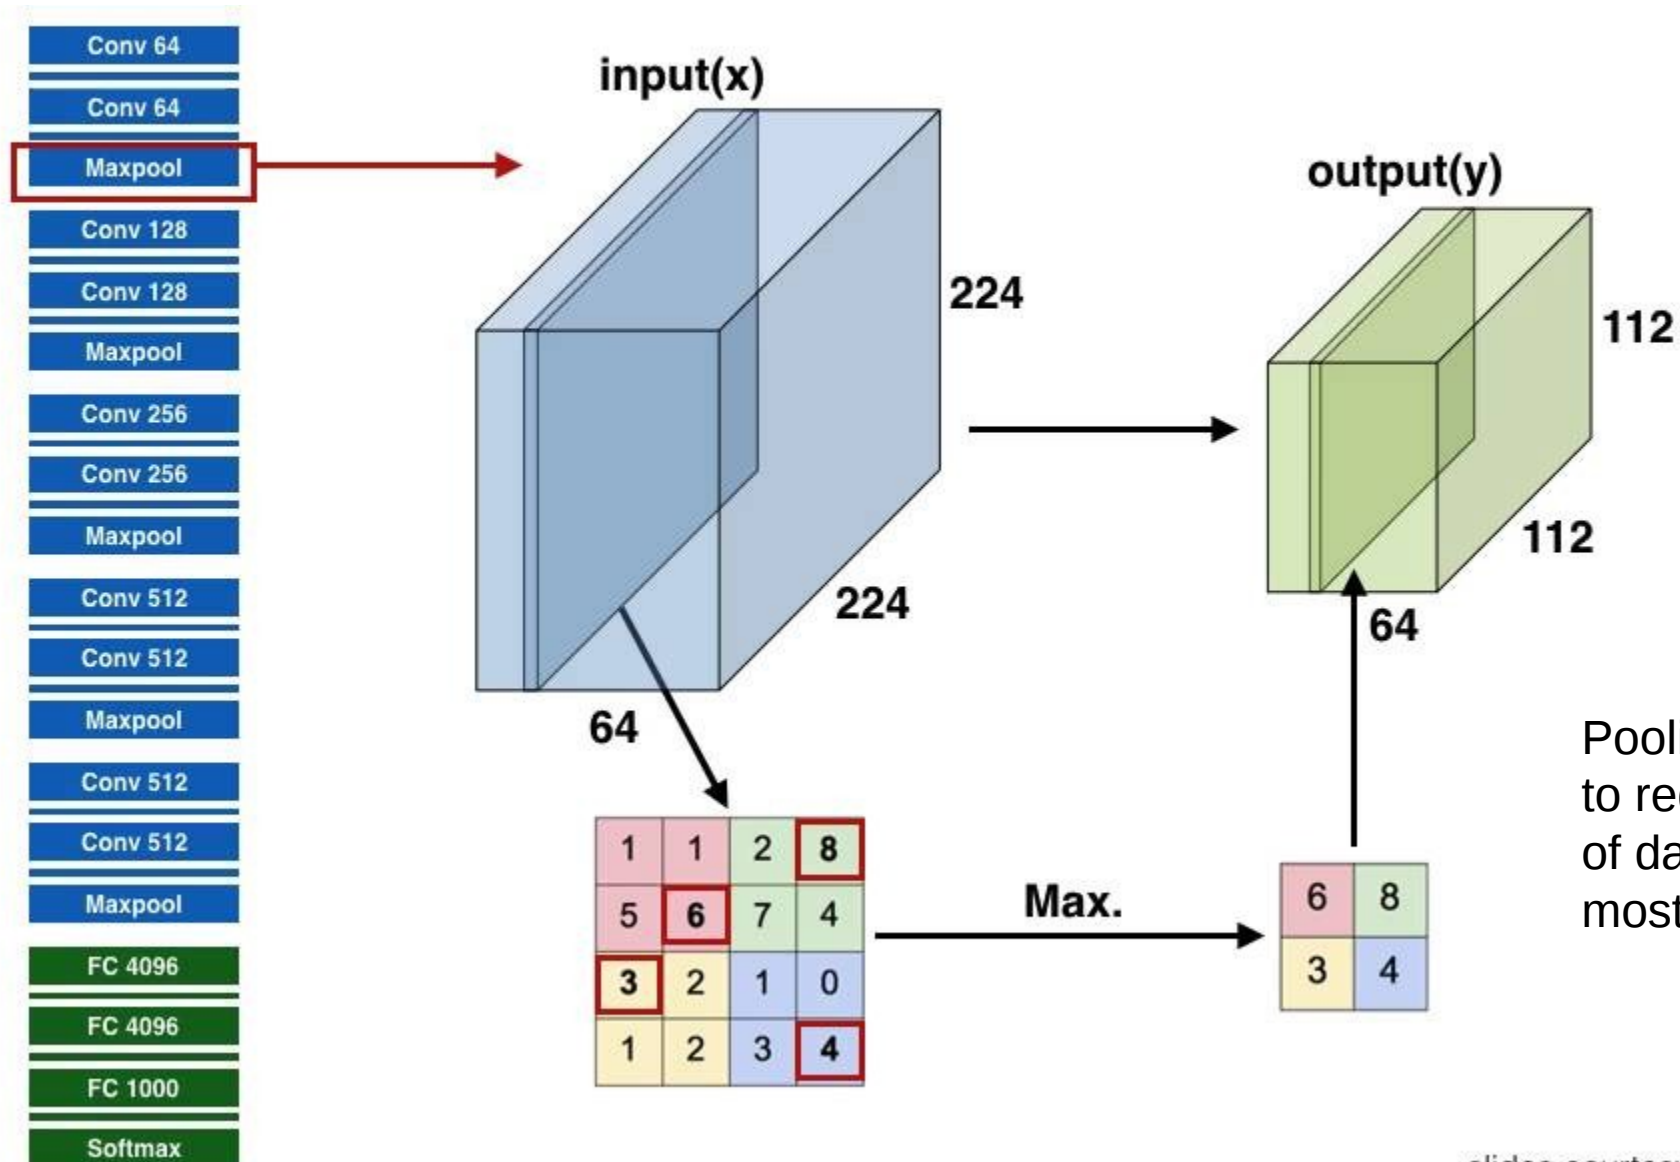 Conv 64
Conv 64
Maxpool
Conv 128
Conv 128
Maxpool
Conv 256
Conv 256
Maxpool
Conv 512
Conv 512
Maxpool
Conv 512
Conv 512
Maxpool
FC 4096
FC 4096
FC 1000
Softmax
input(x)
224
224
64
output(y)
112
112
64
1 1 2 8
5 6 7 4
3 2 1 0
1 2 3 4
Max.
6 8
3 4
Pool
to re
of da
most